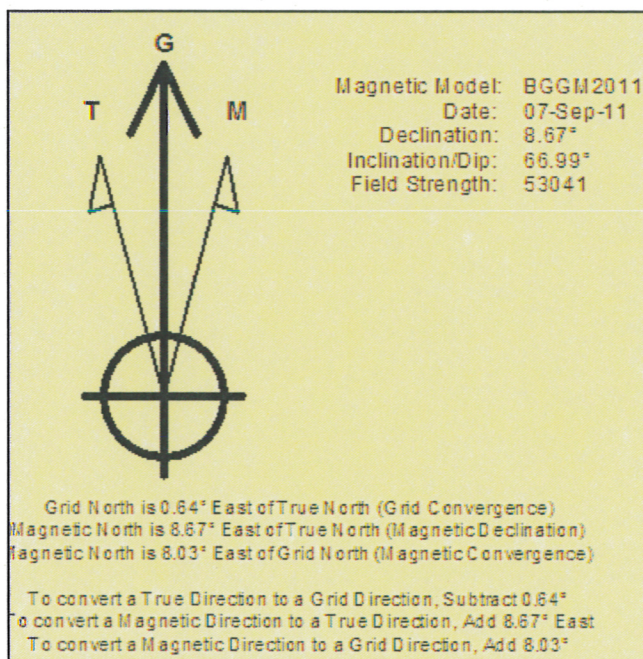 G
T M
Magnetic Model: BGGM2011
Date: 07-Sep-11
Declination: 8.67°
Inclination/Dip: 66.99°
Field Strength: 53041
Grid North is 0.64° East of True North (Grid Convergence)
Magnetic North is 8.67° East of True North (Magnetic Declination)
Magnetic North is 8.03° East of Grid North (Magnetic Convergence)
To convert a True Direction to a Grid Direction, Subtract 0.64°
To convert a Magnetic Direction to a True Direction, Add 8.67° East
To convert a Magnetic Direction to a Grid Direction, Add 8.03°